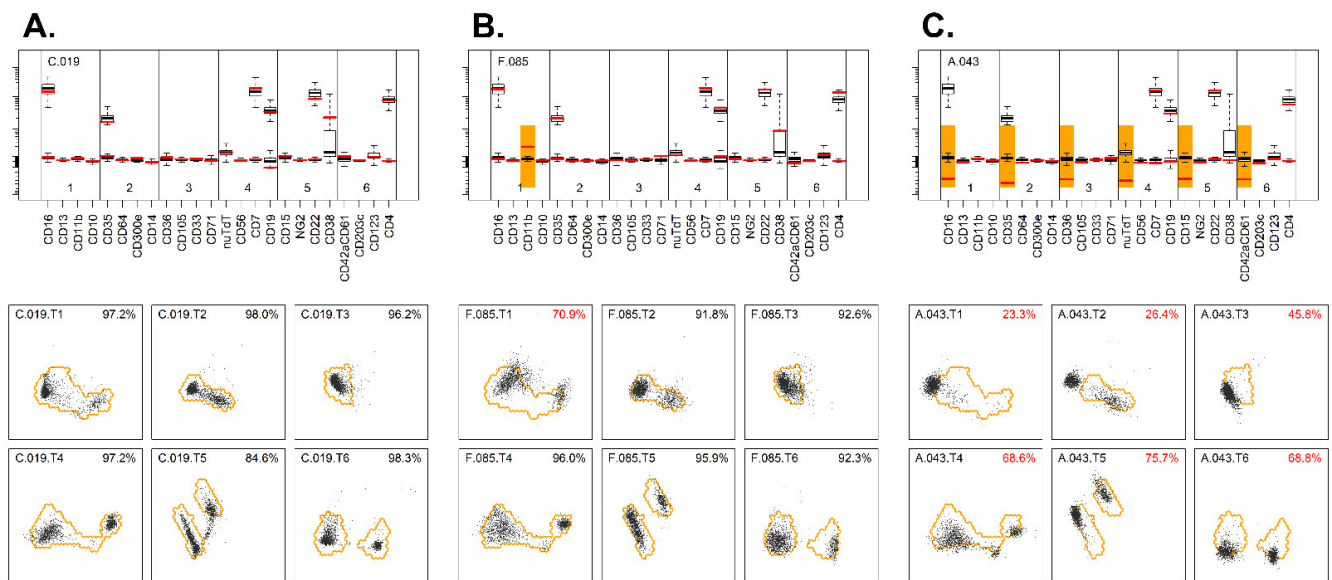 A.
B.
C.
C.019
F.085
A.043
1 2 3 4 5 6
1 2 3 4 5 6
1 2 3 4 5 6
CD16 CD13 CD11b CD10 CD35 CD64 CD300e CD14 CD36 CD105 CD33 CD71 nuTdT CD56 CD7 CD19 CD15 NG2 CD22 CD38 CD42aCD61 CD203c CD123 CD4
CD16 CD13 CD11b CD10 CD35 CD64 CD300e CD14 CD36 CD105 CD33 CD71 nuTdT CD56 CD7 CD19 CD15 NG2 CD22 CD38 CD42aCD61 CD203c CD123 CD4
CD16 CD13 CD11b CD10 CD35 CD64 CD300e CD14 CD36 CD105 CD33 CD71 nuTdT CD56 CD7 CD19 CD15 NG2 CD22 CD38 CD42aCD61 CD203c CD123 CD4
C.019.T1 97.2%
C.019.T2 98.0%
C.019.T3 96.2%
F.085.T1 70.9%
F.085.T2 91.8%
F.085.T3 92.6%
A.043.T1 23.3%
A.043.T2 26.4%
A.043.T3 45.8%
C.019.T4 97.2%
C.019.T5 84.6%
C.019.T6 98.3%
F.085.T4 96.0%
F.085.T5 95.9%
F.085.T6 92.3%
A.043.T4 68.6%
A.043.T5 75.7%
A.043.T6 68.8%